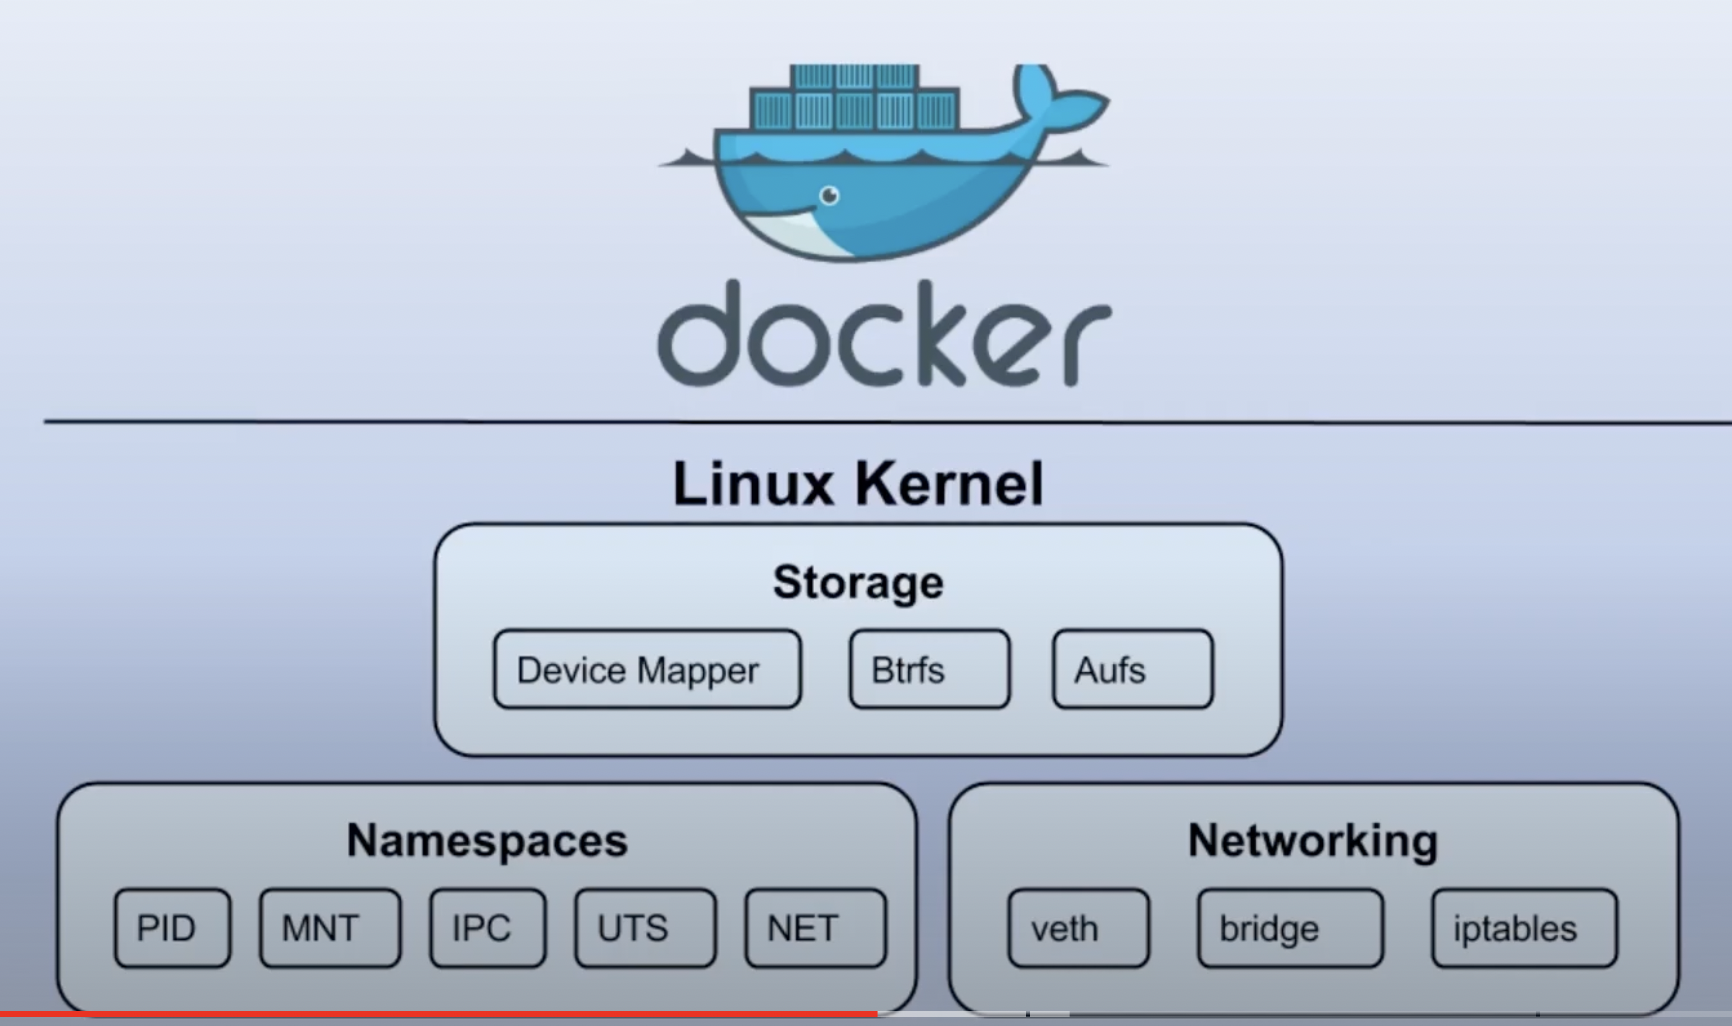 docker
Linux Kernel
Storage
Device Mapper Btrfs Aufs
Namespaces
PID MNT IPC UTS NET
Networking
veth bridge iptables